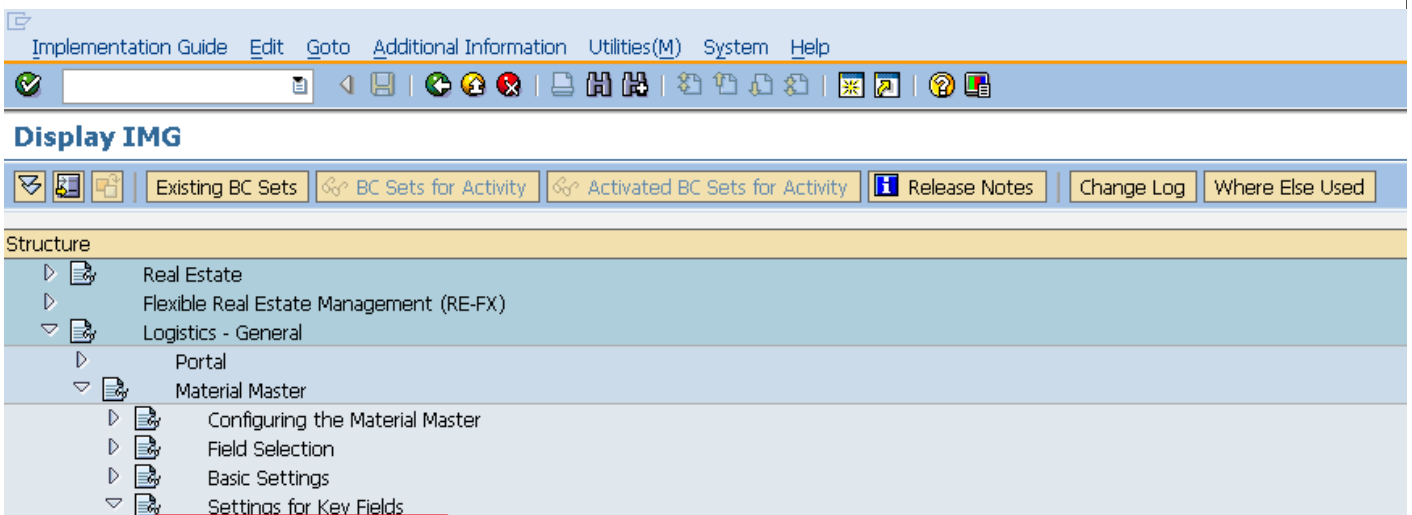 Implementation Guide Edit Goto Additional Information Utilities(M) System Help
Display IMG
Existing BC Sets BC Sets for Activity Activated BC Sets for Activity Release Notes Change Log Where Else Used
Structure
Real Estate
Flexible Real Estate Management (RE-FX)
Logistics - General
Portal
Material Master
Configuring the Material Master
Field Selection
Basic Settings
Settings for Key Fields